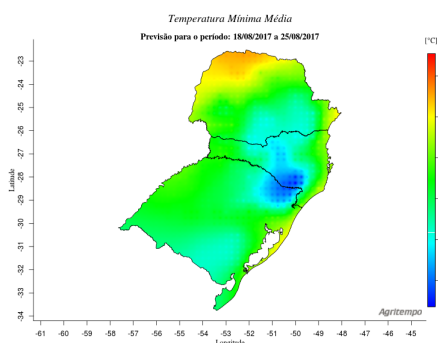 Temperatura Mínima Média
Previsão para o período: 18/08/2017 a 25/08/2017
[°C]
-23
-24
-25
-26
-27
-28
-29
-30
-31
-32
-33
-34
Latitude
Agritempo
-61 -60 -59 -58 -57 -56 -55 -54 -53 -52 -51 -50 -49 -48 -47 -46 -45
Longitude